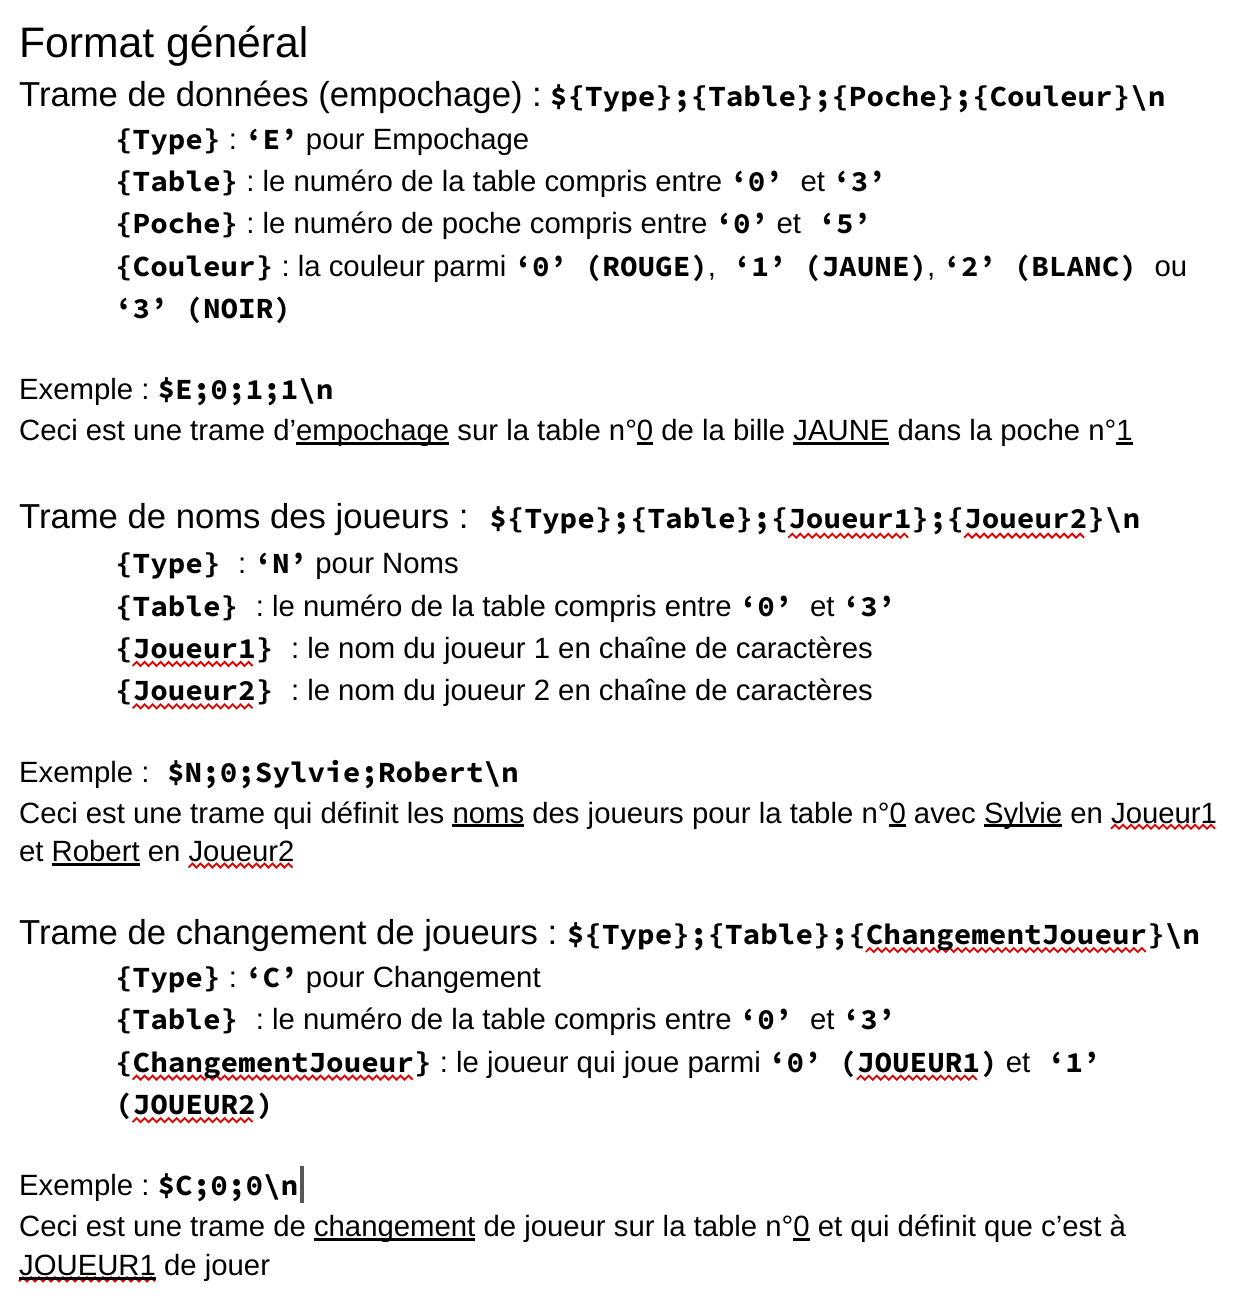 Format général
Trame de données (empochage) : ${Type};{Table};{Poche};{Couleur}\n
{Type} : ‘E’ pour Empochage
{Table} : le numéro de la table compris entre ‘0’ et ‘3’
{Poche} : le numéro de poche compris entre ‘0’ et ‘5’
{Couleur} : la couleur parmi ‘0’ (ROUGE), ‘1’ (JAUNE), ‘2’ (BLANC) ou
‘3’ (NOIR)
Exemple : $E;0;1;1\n
Ceci est une trame d’empochage sur la table n°0 de la bille JAUNE dans la poche n°1
Trame de noms des joueurs : ${Type};{Table};{Joueur1};{Joueur2}\n
{Type} : ‘N’ pour Noms
{Table} : le numéro de la table compris entre ‘0’ et ‘3’
{Joueur1} : le nom du joueur 1 en chaîne de caractères
{Joueur2} : le nom du joueur 2 en chaîne de caractères
Exemple : $N;0;Sylvie;Robert\n
Ceci est une trame qui définit les noms des joueurs pour la table n°0 avec Sylvie en Joueur1
et Robert en Joueur2
Trame de changement de joueurs : ${Type};{Table};{ChangementJoueur}\n
{Type} : ‘C’ pour Changement
{Table} : le numéro de la table compris entre ‘0’ et ‘3’
{ChangementJoueur} : le joueur qui joue parmi ‘0’ (JOUEUR1) et ‘1’
(JOUEUR2)
Exemple : $C;0;0\n
Ceci est une trame de changement de joueur sur la table n°0 et qui définit que c’est à
JOUEUR1 de jouer